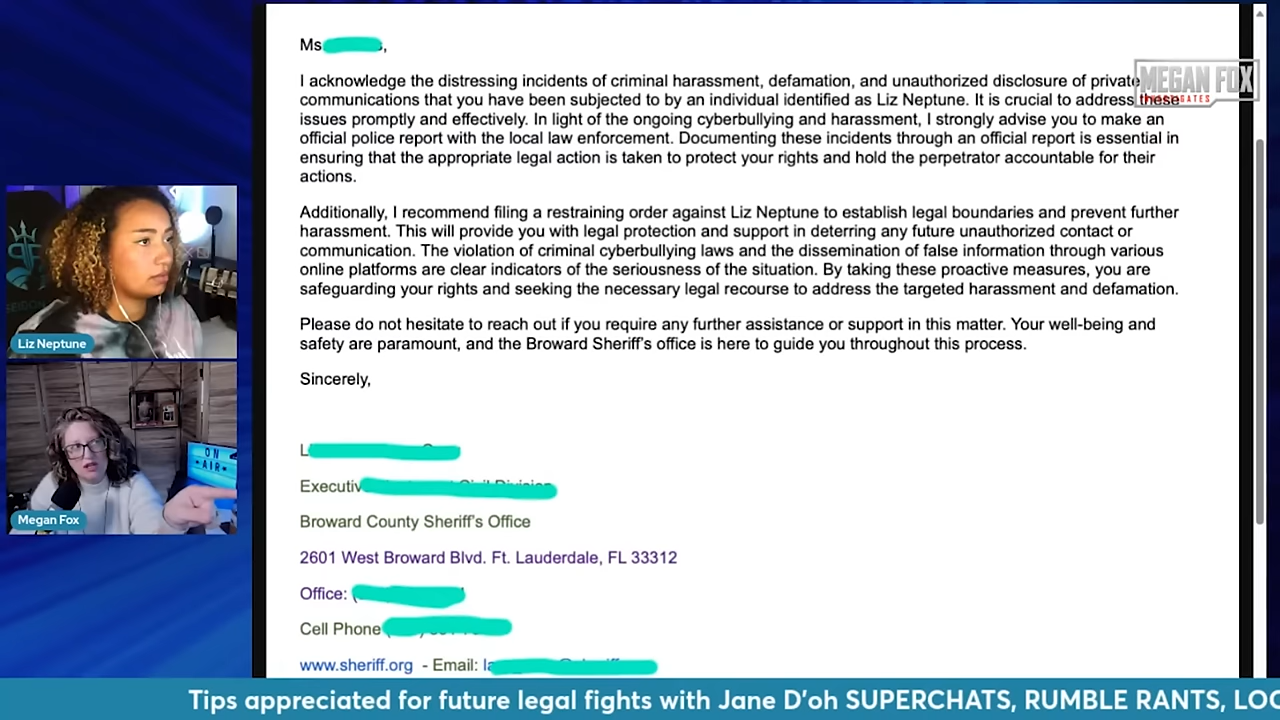 Ms
I acknowledge the distressing incidents of criminal harassment, defamation, and unauthorized disclosure of private
communications that you have been subjected to by an individual identified as Liz Neptune. It is crucial to address these
issues promptly and effectively. In light of the ongoing cyberbullying and harassment, I strongly advise you to make an
official police report with the local law enforcement. Documenting these incidents through an official report is essential in
ensuring that the appropriate legal action is taken to protect your rights and hold the perpetrator accountable for their
actions.
Additionally, I recommend filing a restraining order against Liz Neptune to establish legal boundaries and prevent further
harassment. This will provide you with legal protection and support in deterring any future unauthorized contact or
communication. The violation of criminal cyberbullying laws and the dissemination of false information through various
online platforms are clear indicators of the seriousness of the situation. By taking these proactive measures, you are
safeguarding your rights and seeking the necessary legal recourse to address the targeted harassment and defamation.
Please do not hesitate to reach out if you require any further assistance or support in this matter. Your well-being and
safety are paramount, and the Broward Sheriff's office is here to guide you throughout this process.
Sincerely,
Broward County Sheriff's Office
2601 West Broward Blvd. Ft. Lauderdale, FL 33312
Office:
Cell Phone
www.sheriff.org - Email:
MEGAN FOX
INVESTIGATES
Liz Neptune
ON
AIR
Megan Fox
Tips appreciated for future legal fights with Jane D'oh SUPERCHATS, RUMBLE RANTS,